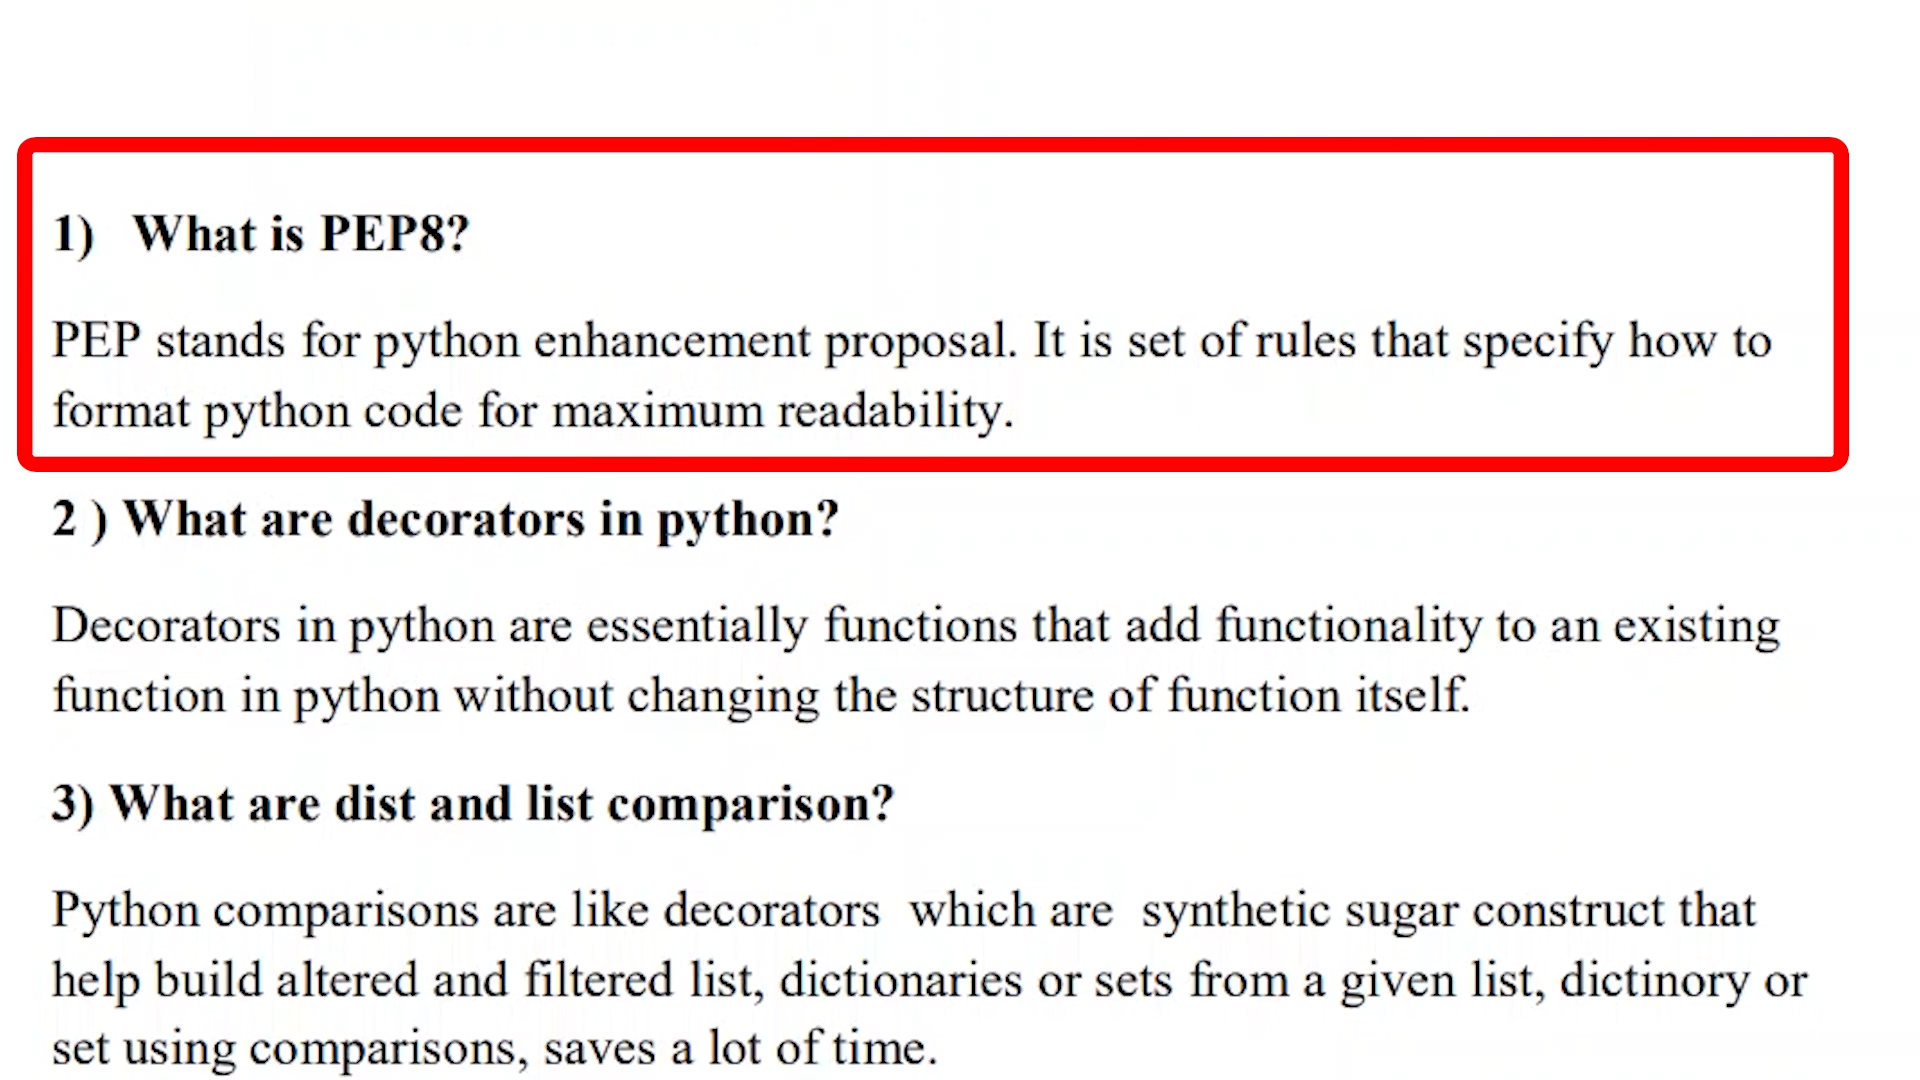 1) What is PEP8?
PEP stands for python enhancement proposal. It is set of rules that specify how to
format python code for maximum readability.
2 ) What are decorators in python?
Decorators in python are essentially functions that add functionality to an existing
function in python without changing the structure of function itself.
3) What are dist and list comparison?
Python comparisons are like decorators which are synthetic sugar construct that
help build altered and filtered list, dictionaries or sets from a given list, dictinory or
set using comparisons, saves a lot of time.